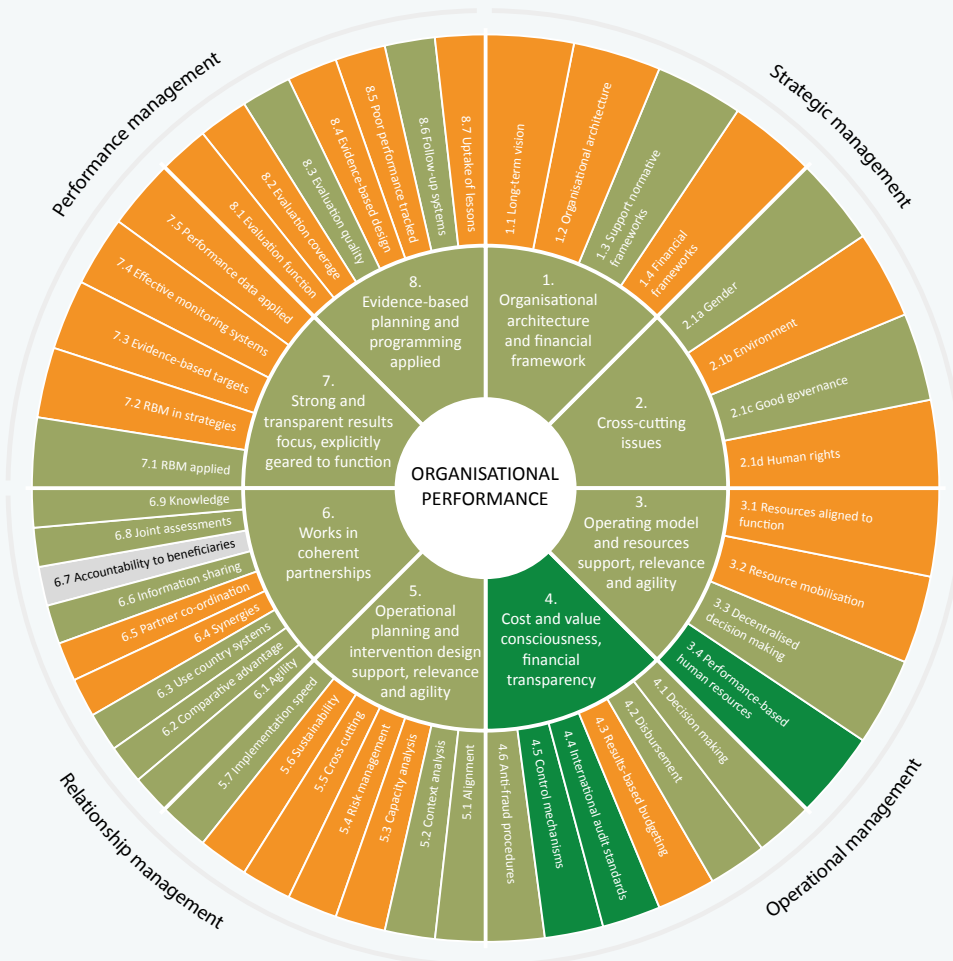 Performance management
Strategic management
Operational management
Relationship management
ORGANISATIONAL
PERFORMANCE
1.
Organisational
architecture
and financial
framework
1.1 Long-term vision
1.2 Organisational architecture
1.3 Support normative
frameworks
1.4 Financial
frameworks
2.
Cross-cutting
issues
2.1a Gender
2.1b Environment
2.1c Good governance
2.1d Human rights
3.
Operating model
and resources
support, relevance
and agility
3.1 Resources aligned to
function
3.2 Resource mobilisation
3.3 Decentralised
decision making
3.4 Performance-based
human resources
4.
Cost and value
consciousness,
financial
transparency
4.1 Decision making
4.2 Disbursement
4.3 Results-based budgeting
4.4 International audit standards
4.5 Control mechanisms
4.6 Anti-fraud procedures
5.
Operational
planning and
intervention design
support, relevance
and agility
5.1 Alignment
5.2 Context analysis
5.3 Capacity analysis
5.4 Risk management
5.5 Cross cutting
5.6 Sustainability
5.7 Implementation speed
6.
Works in
coherent
partnerships
6.1 Agility
6.2 Comparative advantage
6.3 Use country systems
6.4 Synergies
6.5 Partner co-ordination
6.6 Information sharing
6.7 Accountability to beneficiaries
6.8 Joint assessments
6.9 Knowledge
7.
Strong and
transparent results
focus, explicitly
geared to function
7.1 RBM applied
7.2 RBM in strategies
7.3 Evidence-based targets
7.4 Effective monitoring systems
7.5 Performance data applied
8.
Evidence-based
planning and
programming
applied
8.1 Evaluation function
8.2 Evaluation coverage
8.3 Evaluation quality
8.4 Evidence-based design
8.5 Poor performance tracked
8.6 Follow-up systems
8.7 Uptake of lessons